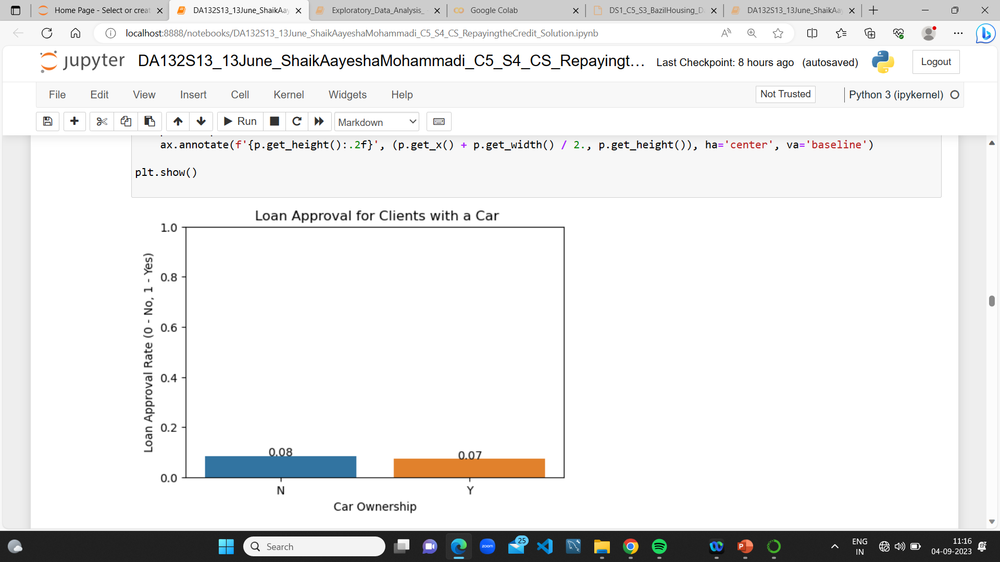 Home Page - Select or creat
DA132S13_13June_ShaikAay
Exploratory_Data_Analysis_
Google Colab
DS1_C5_S3_BazilHousing_D
DA132S13_13June_ShaikAay
localhost:8888/notebooks/DA132S13_13June_ShaikAayeshaMohammadi_C5_S4_CS_RepayingtheCredit_Solution.ipynb
jupyter DA132S13_13June_ShaikAayeshaMohammadi_C5_S4_CS_Repayingt... Last Checkpoint: 8 hours ago (autosaved)
Logout
File Edit View Insert Cell Kernel Widgets Help
Not Trusted
Python 3 (ipykernel)
Run
Markdown
ax.annotate(f'{p.get_height():.2f}', (p.get_x() + p.get_width() / 2., p.get_height()), ha='center', va='baseline')
plt.show()
Loan Approval for Clients with a Car
Loan Approval Rate (0 - No, 1 - Yes)
1.0
0.8
0.6
0.4
0.2
0.0
0.08
0.07
N
Y
Car Ownership
Search
zoom
25
ENG
IN
11:16
04-09-2023